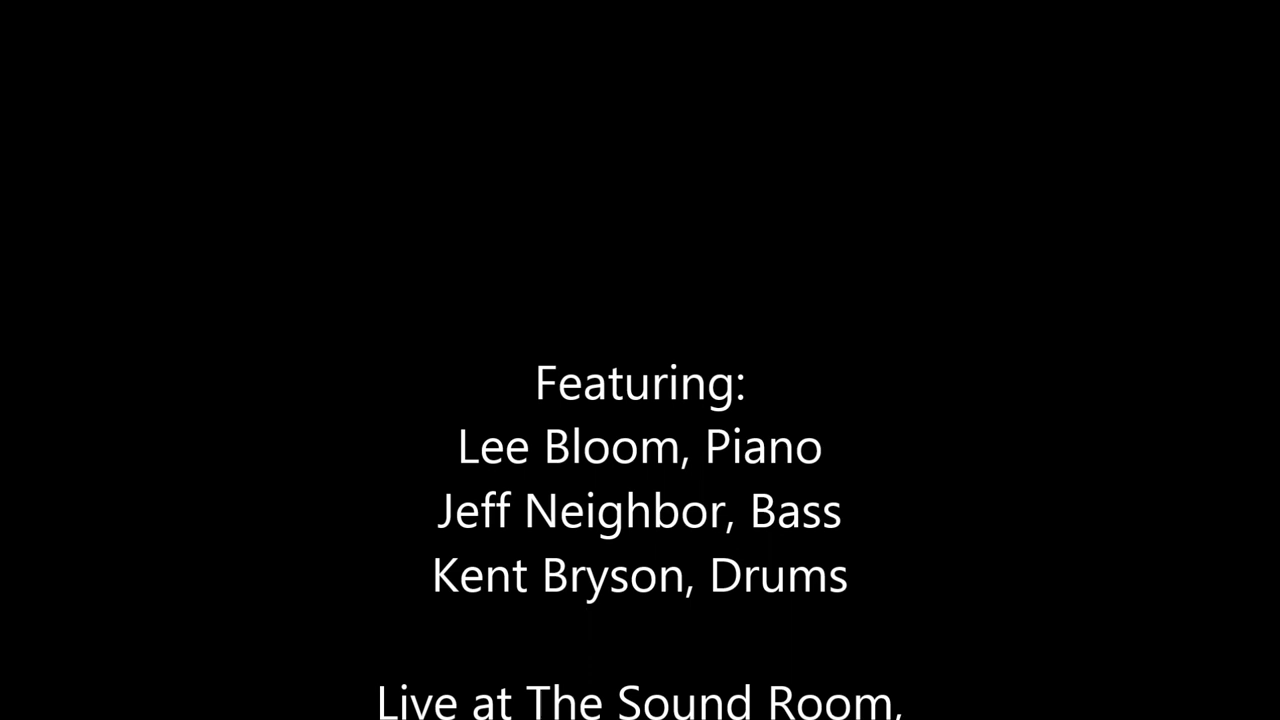 Featuring:
Lee Bloom, Piano
Jeff Neighbor, Bass
Kent Bryson, Drums
Live at The Sound Room,